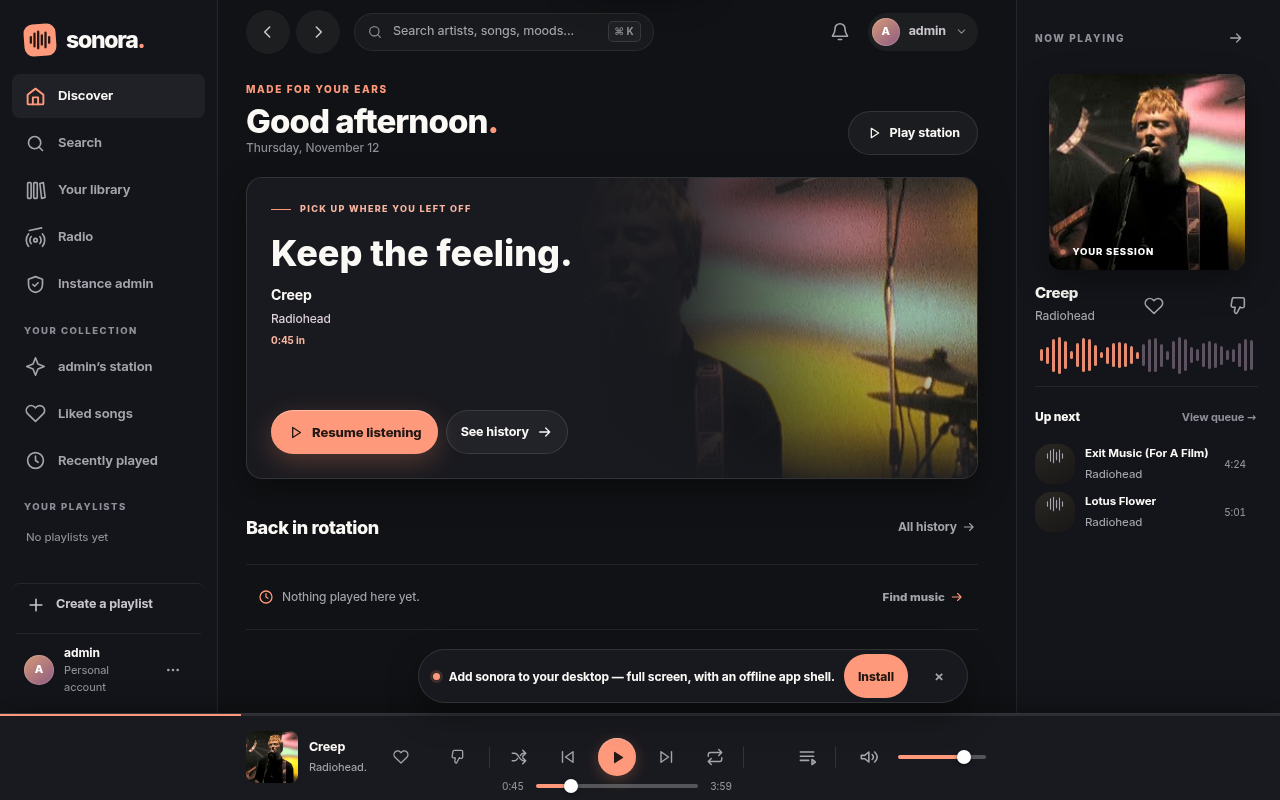 sonora.
Discover
Search
Your library
Radio
Instance admin
YOUR COLLECTION
admin's station
Liked songs
Recently played
YOUR PLAYLISTS
No playlists yet
Create a playlist
A
admin
Personal
account
Search artists, songs, moods...
⌘ K
A
admin
MADE FOR YOUR EARS
Good afternoon.
Thursday, November 12
Play station
PICK UP WHERE YOU LEFT OFF
Keep the feeling.
Creep
Radiohead
0:45 in
Resume listening
See history
Back in rotation
All history
Nothing played here yet.
Find music
Add sonora to your desktop — full screen, with an offline app shell.
Install
NOW PLAYING
YOUR SESSION
Creep
Radiohead
Up next
View queue →
Exit Music (For A Film)
Radiohead
4:24
Lotus Flower
Radiohead
5:01
Creep
Radiohead.
0:45
3:59